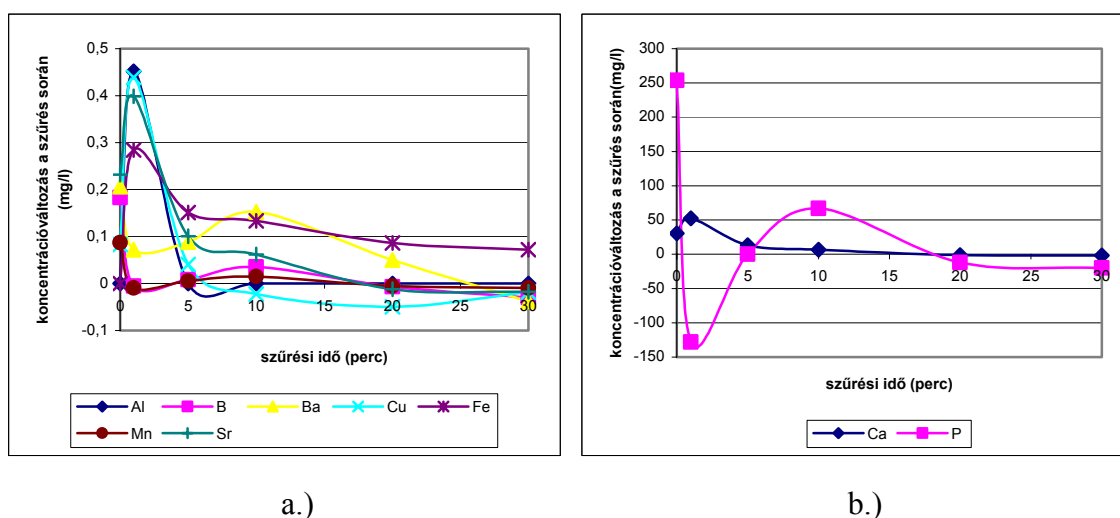 koncentrációváltozás a szűrés során
(mg/l)
0,5
0,4
0,3
0,2
0,1
0
-0,1
0 5 10 15 20 25 30
szűrési idő (perc)
Al B Ba Cu Fe
Mn Sr
a.)
koncentrációváltozás a szűrés során(mg/l)
300
250
200
150
100
50
0
-50
-100
-150
0 5 10 15 20 25 30
szűrési idő (perc)
Ca P
b.)